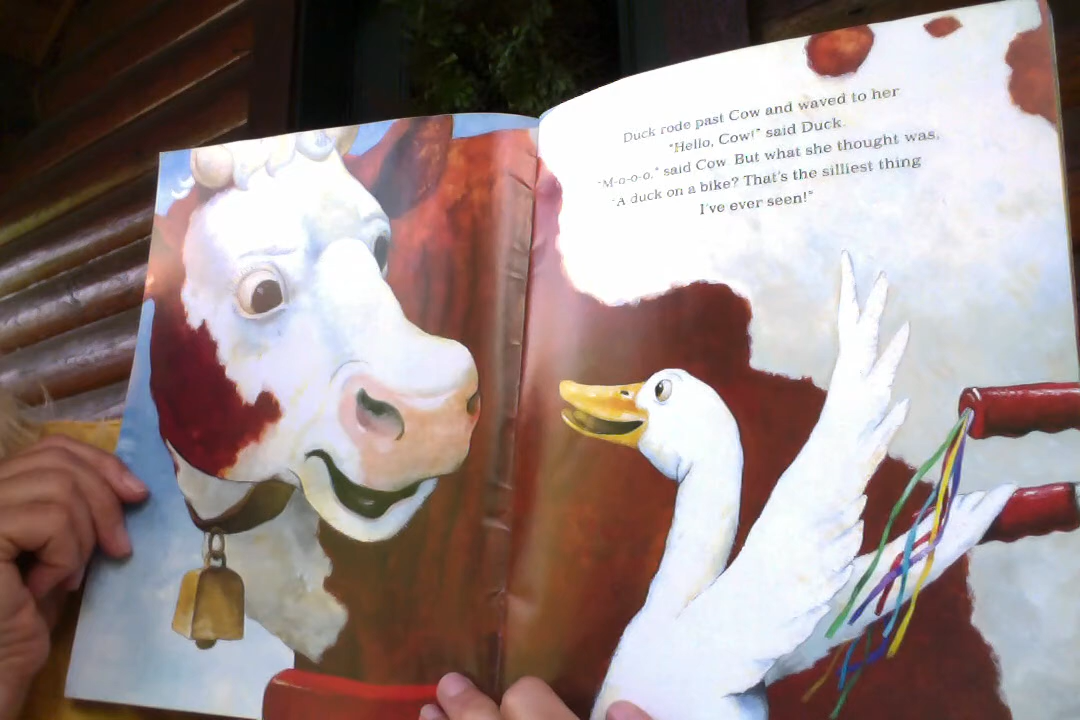 Duck rode past Cow and waved to her
"Hello, Cow!" said Duck.
"M-o-o-o," said Cow. But what she thought was,
"A duck on a bike? That's the silliest thing
I've ever seen!"